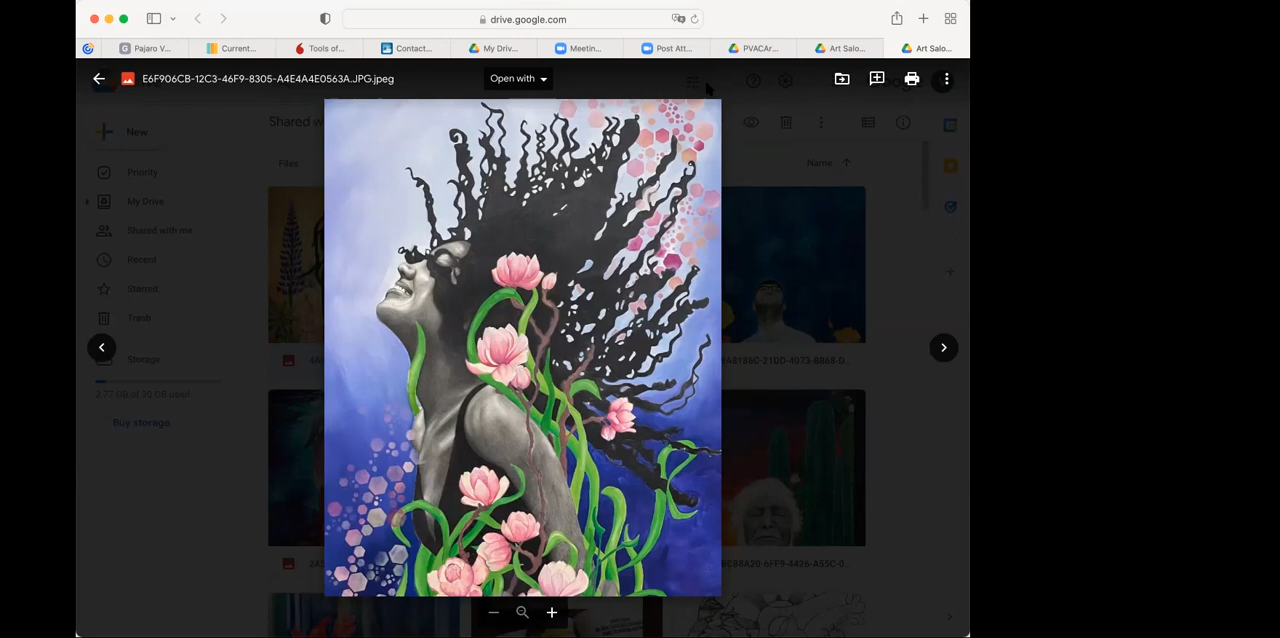 drive.google.com
Pajaro V...
Current...
Tools of...
Contact...
My Driv...
Meetin...
Post Att...
PVACAr...
Art Salo...
Art Salo...
E6F906CB-12C3-46F9-8305-A4E4A4E0563A.JPG.jpeg
Open with
Shared w
New
Files
Name
Priority
My Drive
Shared with me
Recent
Starred
Trash
Storage
Buy storage